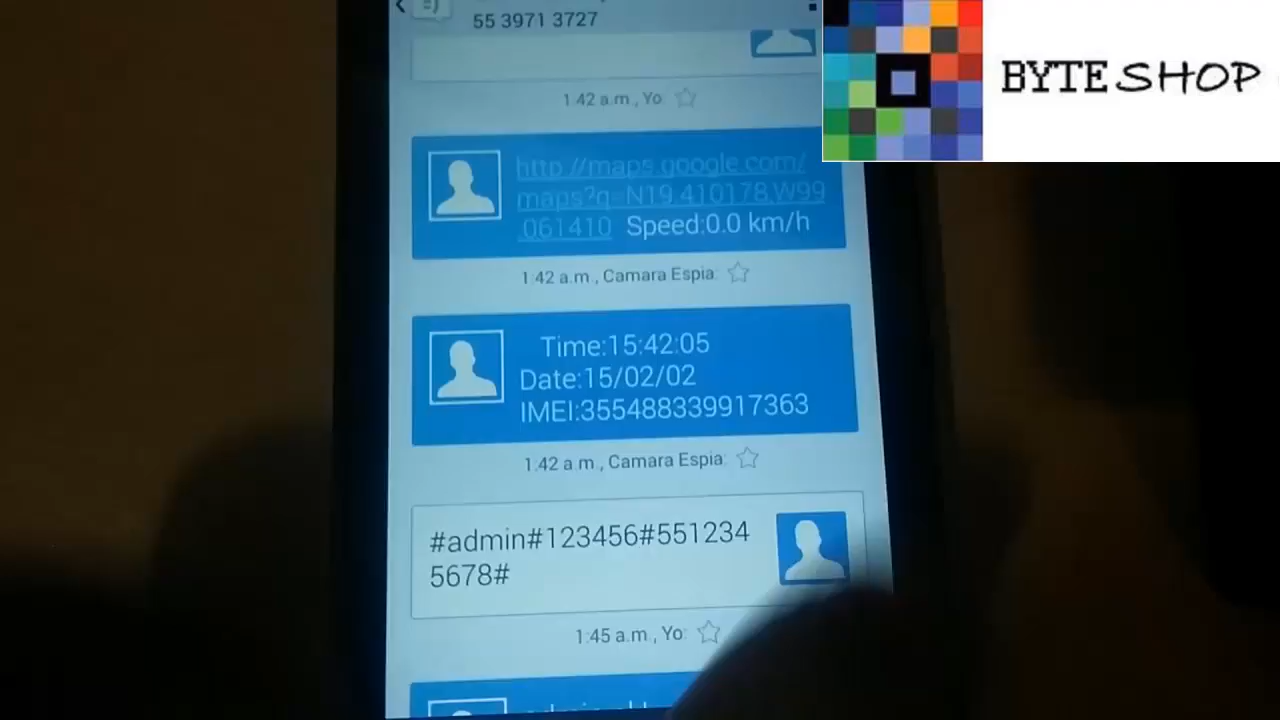 55 3971 3727
BYTE SHOP
1:42 a.m., Yo
http://maps.google.com/
maps?q=N19.410178,W99
.061410 Speed:0.0 km/h
1:42 a.m., Camara Espia
Time:15:42:05
Date:15/02/02
IMEI:355488339917363
1:42 a.m., Camara Espia
#admin#123456#551234
5678#
1:45 a.m., Yo